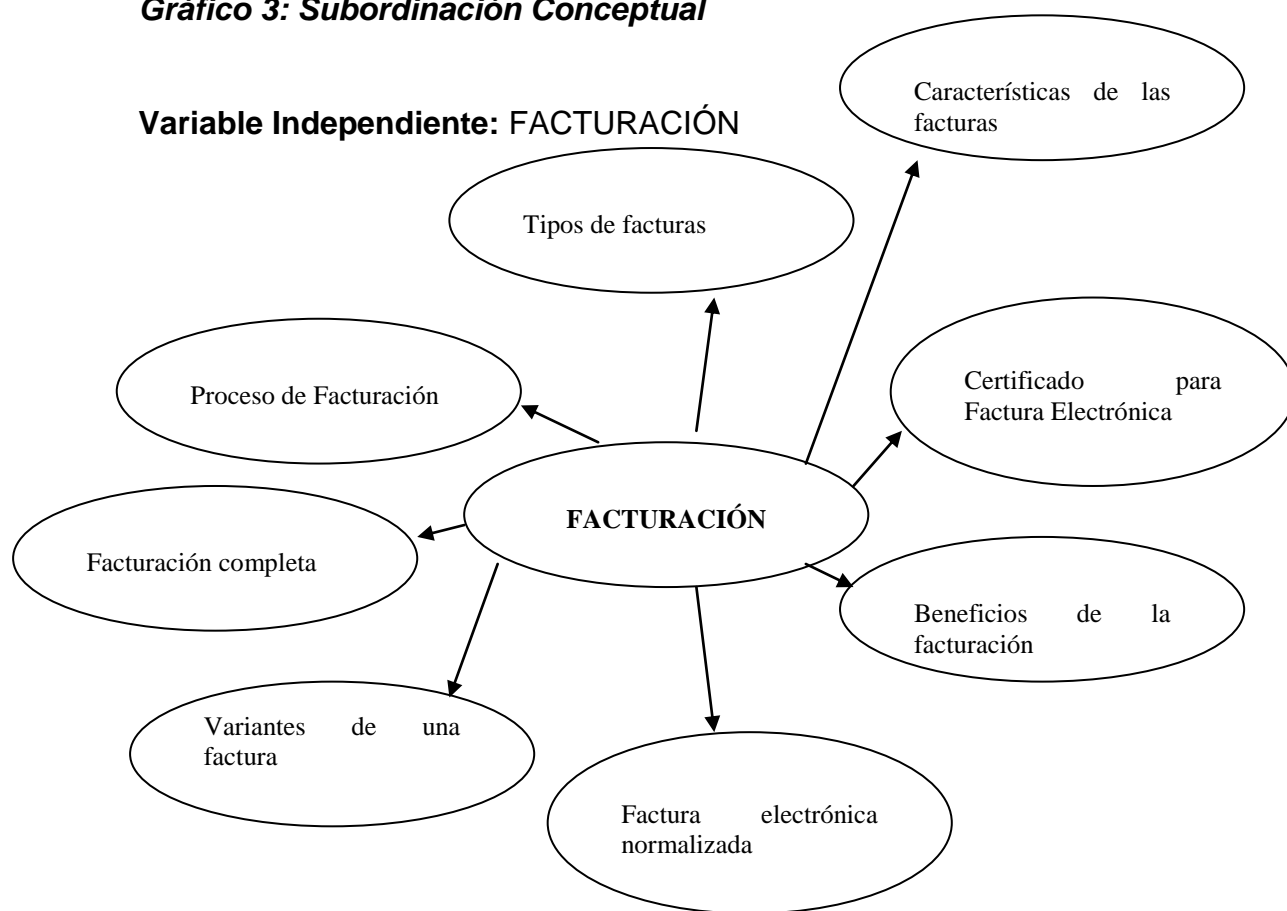 Gráfico 3: Subordinación Conceptual
Variable Independiente: FACTURACIÓN
Características de las
facturas
Tipos de facturas
Proceso de Facturación
Certificado para
Factura Electrónica
FACTURACIÓN
Facturación completa
Beneficios de la
facturación
Variantes de una
factura
Factura electrónica
normalizada